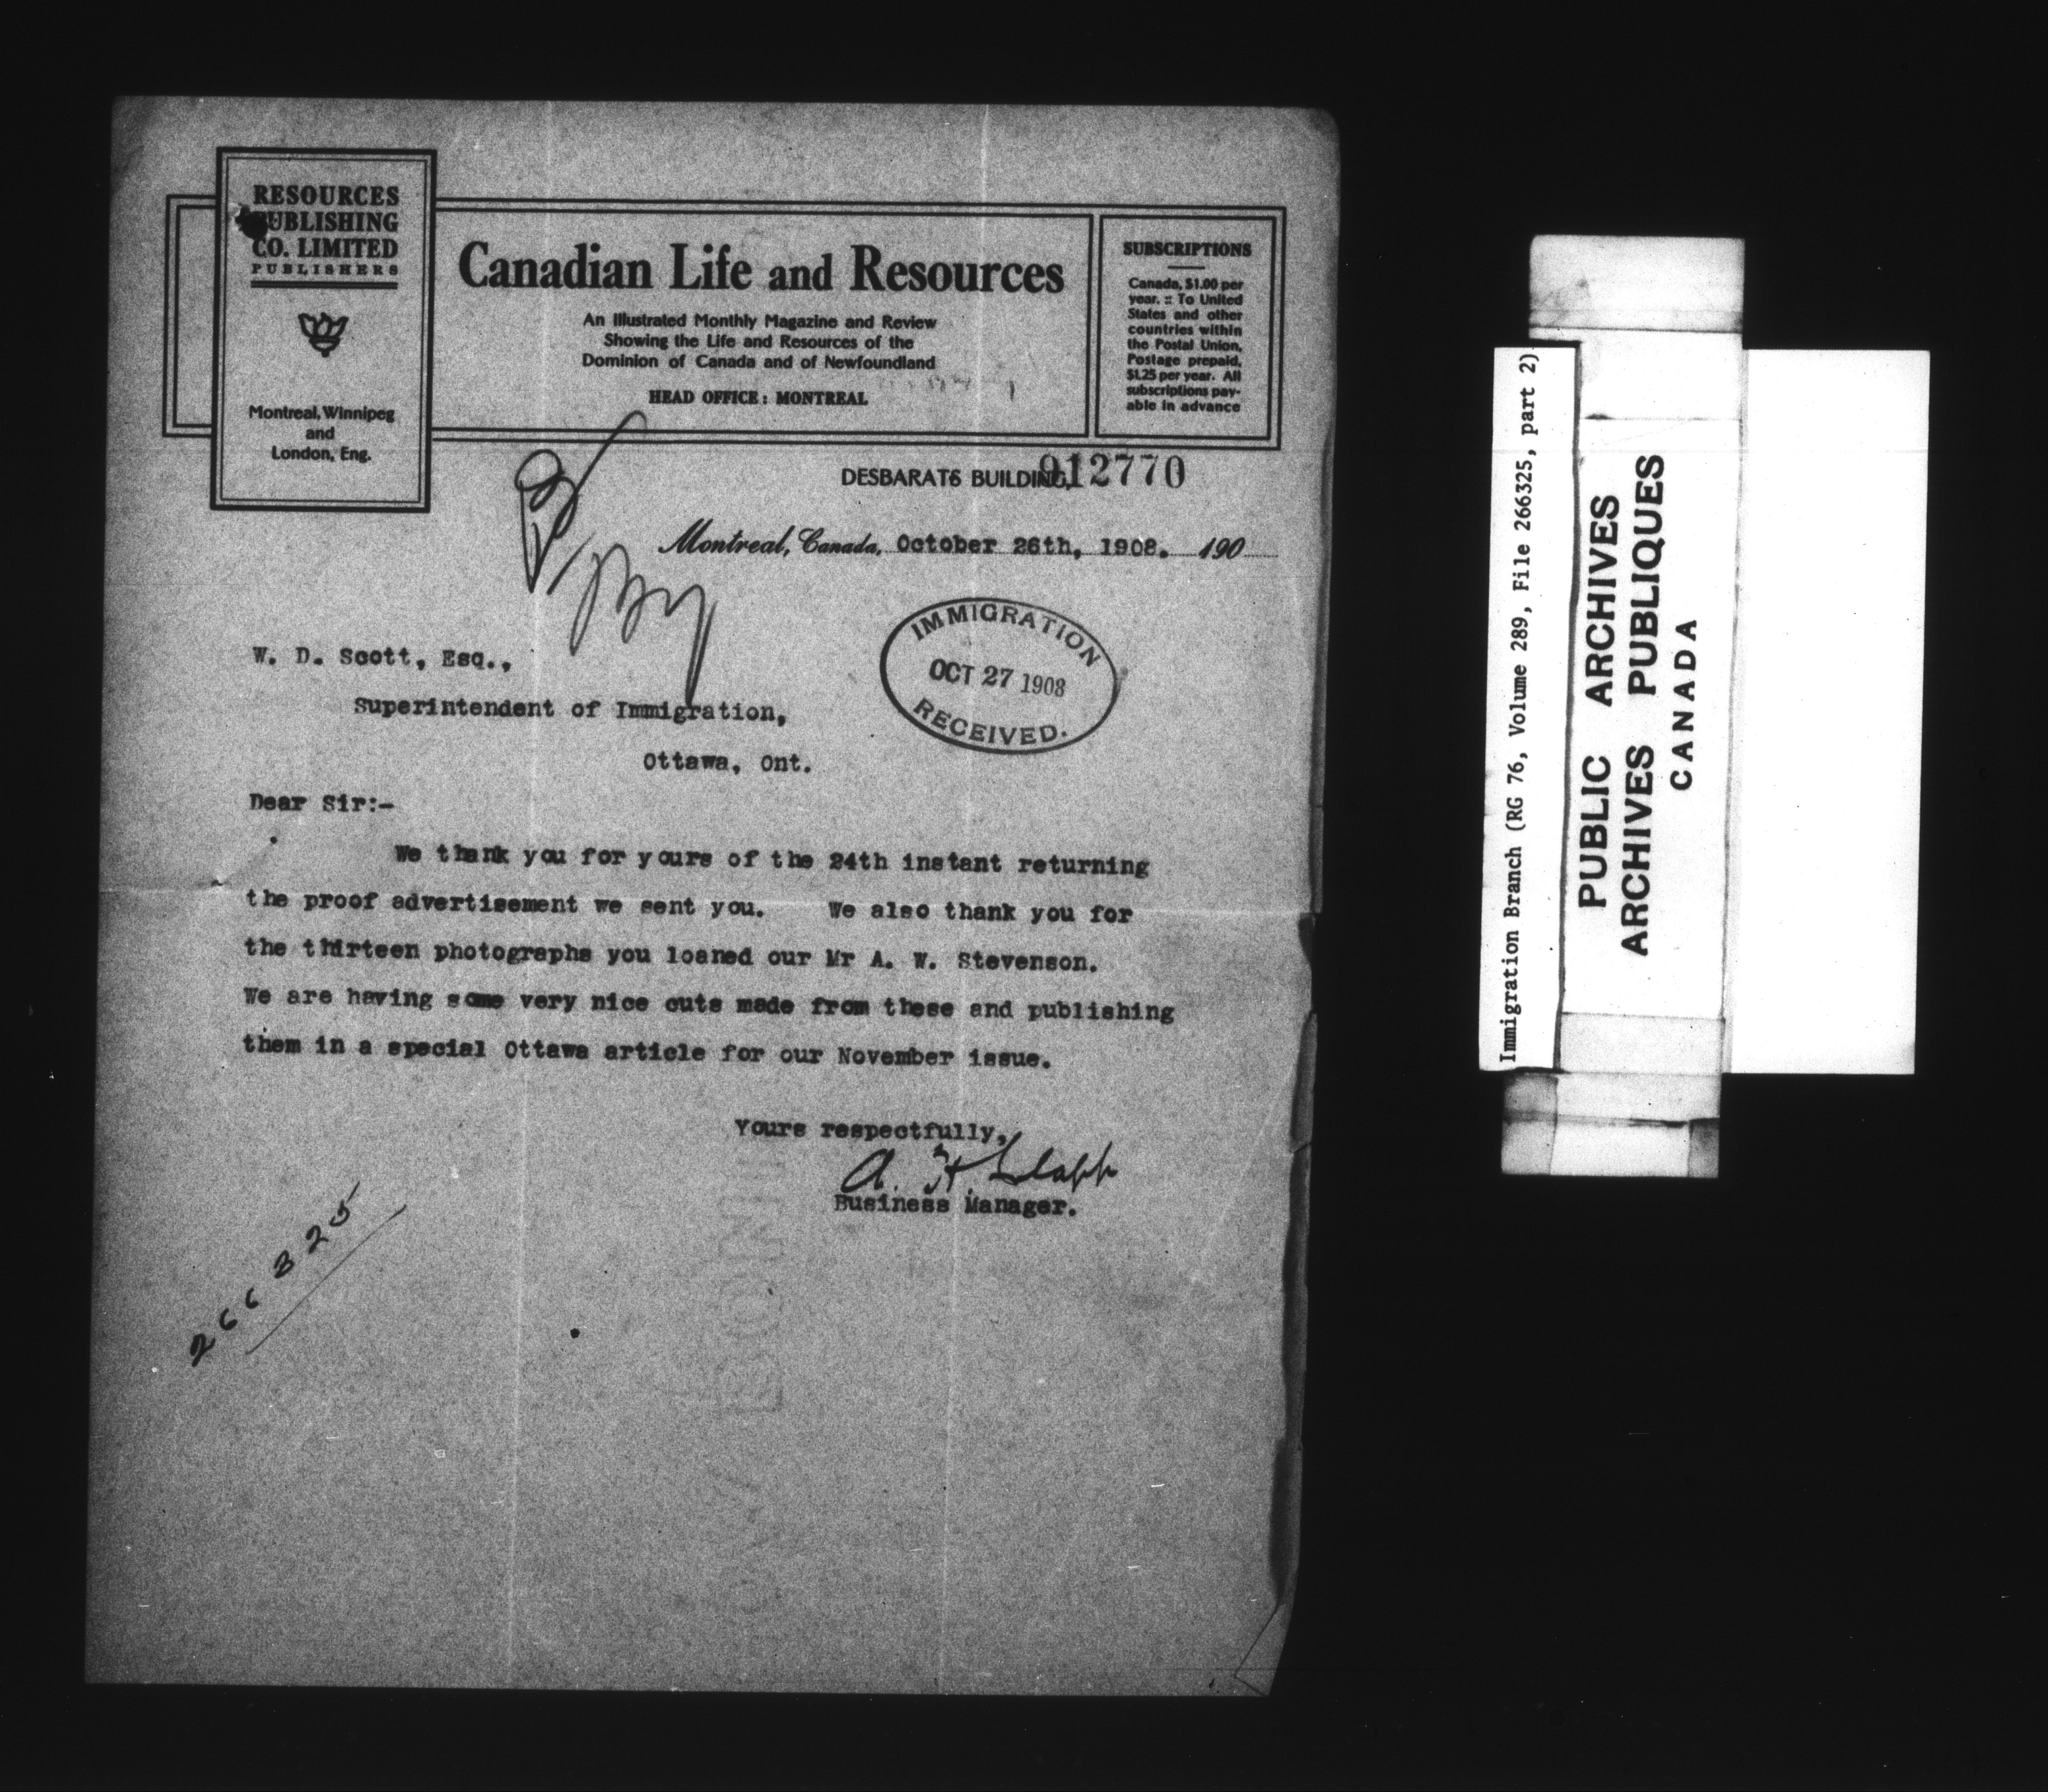 RESOURCES
PUBLISHING
CO. LIMITED
PUBLISHERS
Montreal, Winnipeg
and
London, Eng.
Canadian Life and Resources
An Illustrated Monthly Magazine and Review
Showing the Life and Resources of the
Dominion of Canada and of Newfoundland
HEAD OFFICE: MONTREAL
SUBSCRIPTIONS
Canada, $1.00 per
year. :: To United
States and other
countries within
the Postal Union,
Postage prepaid,
$1.25 per year. All
subscriptions pay-
able in advance
DESBARATS BUILDING,
912770
Montreal, Canada, October 26th, 1908. 190
IMMIGRATION
OCT 27 1908
RECEIVED.
W. D. Scott, Esq.,
Superintendent of Immigration,
Ottawa, Ont.
Dear Sir:-
We thank you for yours of the 24th instant returning
the proof advertisement we sent you. We also thank you for
the thirteen photographs you loaned our Mr A. W. Stevenson.
We are having some very nice cuts made from these and publishing
them in a special Ottawa article for our November issue.
Yours respectfully,
Business Manager.
266325
Immigration Branch (RG 76, Volume 289, File 266325, part 2)
PUBLIC ARCHIVES
ARCHIVES PUBLIQUES
CANADA